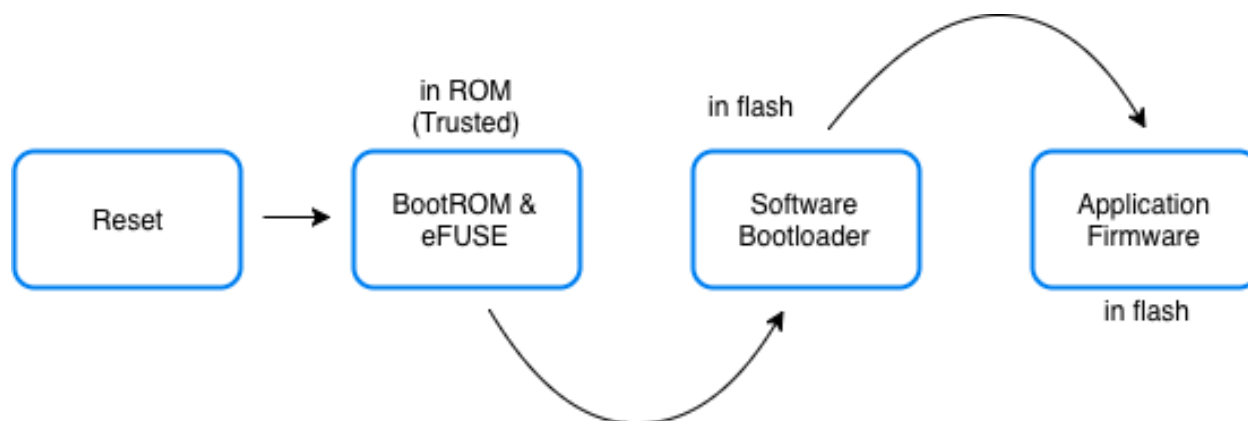 Reset
in ROM
(Trusted)
BootROM &
eFUSE
in flash
Software
Bootloader
Application
Firmware
in flash